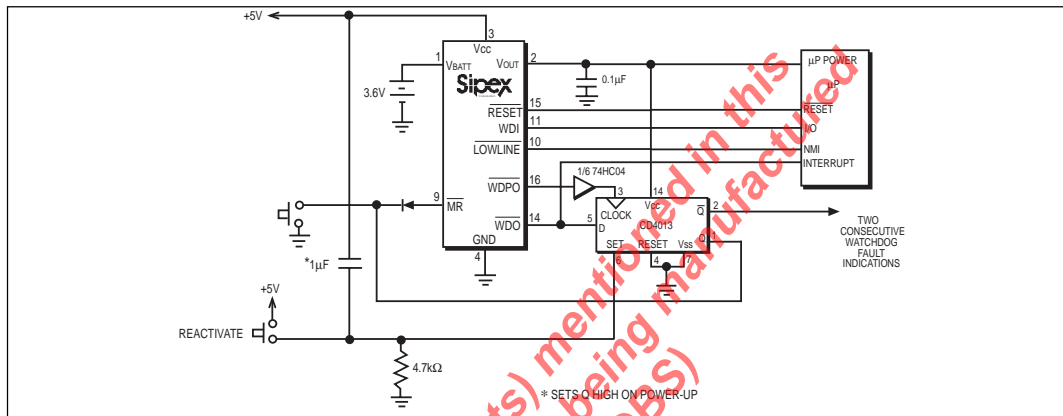 +5V
3
VCC
1
VBATT
VOUT
2
Sipex
3.6V
0.1µF
µP POWER
µP
RESET
15
RESET
WDI
11
I/O
LOWLINE
10
NMI
INTERRUPT
1/6 74HC04
WDPO
16
3
14
9
MR
CLOCK
VCC
Q
2
CD4013
WDO
14
5
D
Q
1
SET
RESET
VSS
GND
4
6
4
7
TWO
CONSECUTIVE
WATCHDOG
FAULT
INDICATIONS
*1µF
+5V
REACTIVATE
4.7kΩ
* SETS Q HIGH ON POWER-UP
ts) mentioned in this
being manufactured
OBS)